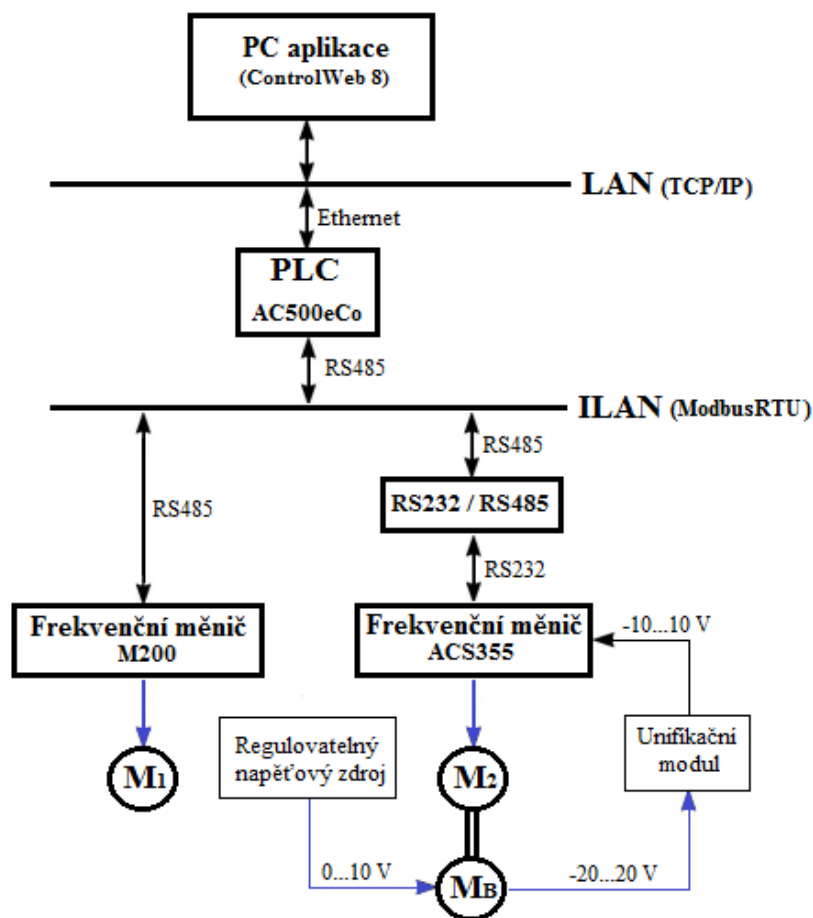 PC aplikace
(ControlWeb 8)
LAN (TCP/IP)
Ethernet
PLC
AC500eCo
RS485
ILAN (ModbusRTU)
RS485
RS485
RS232 / RS485
RS232
Frekvenční měnič
M200
Frekvenční měnič
ACS355
-10...10 V
M1
Regulovatelný
napěťový zdroj
M2
Unifikační
modul
0...10 V
MB
-20...20 V